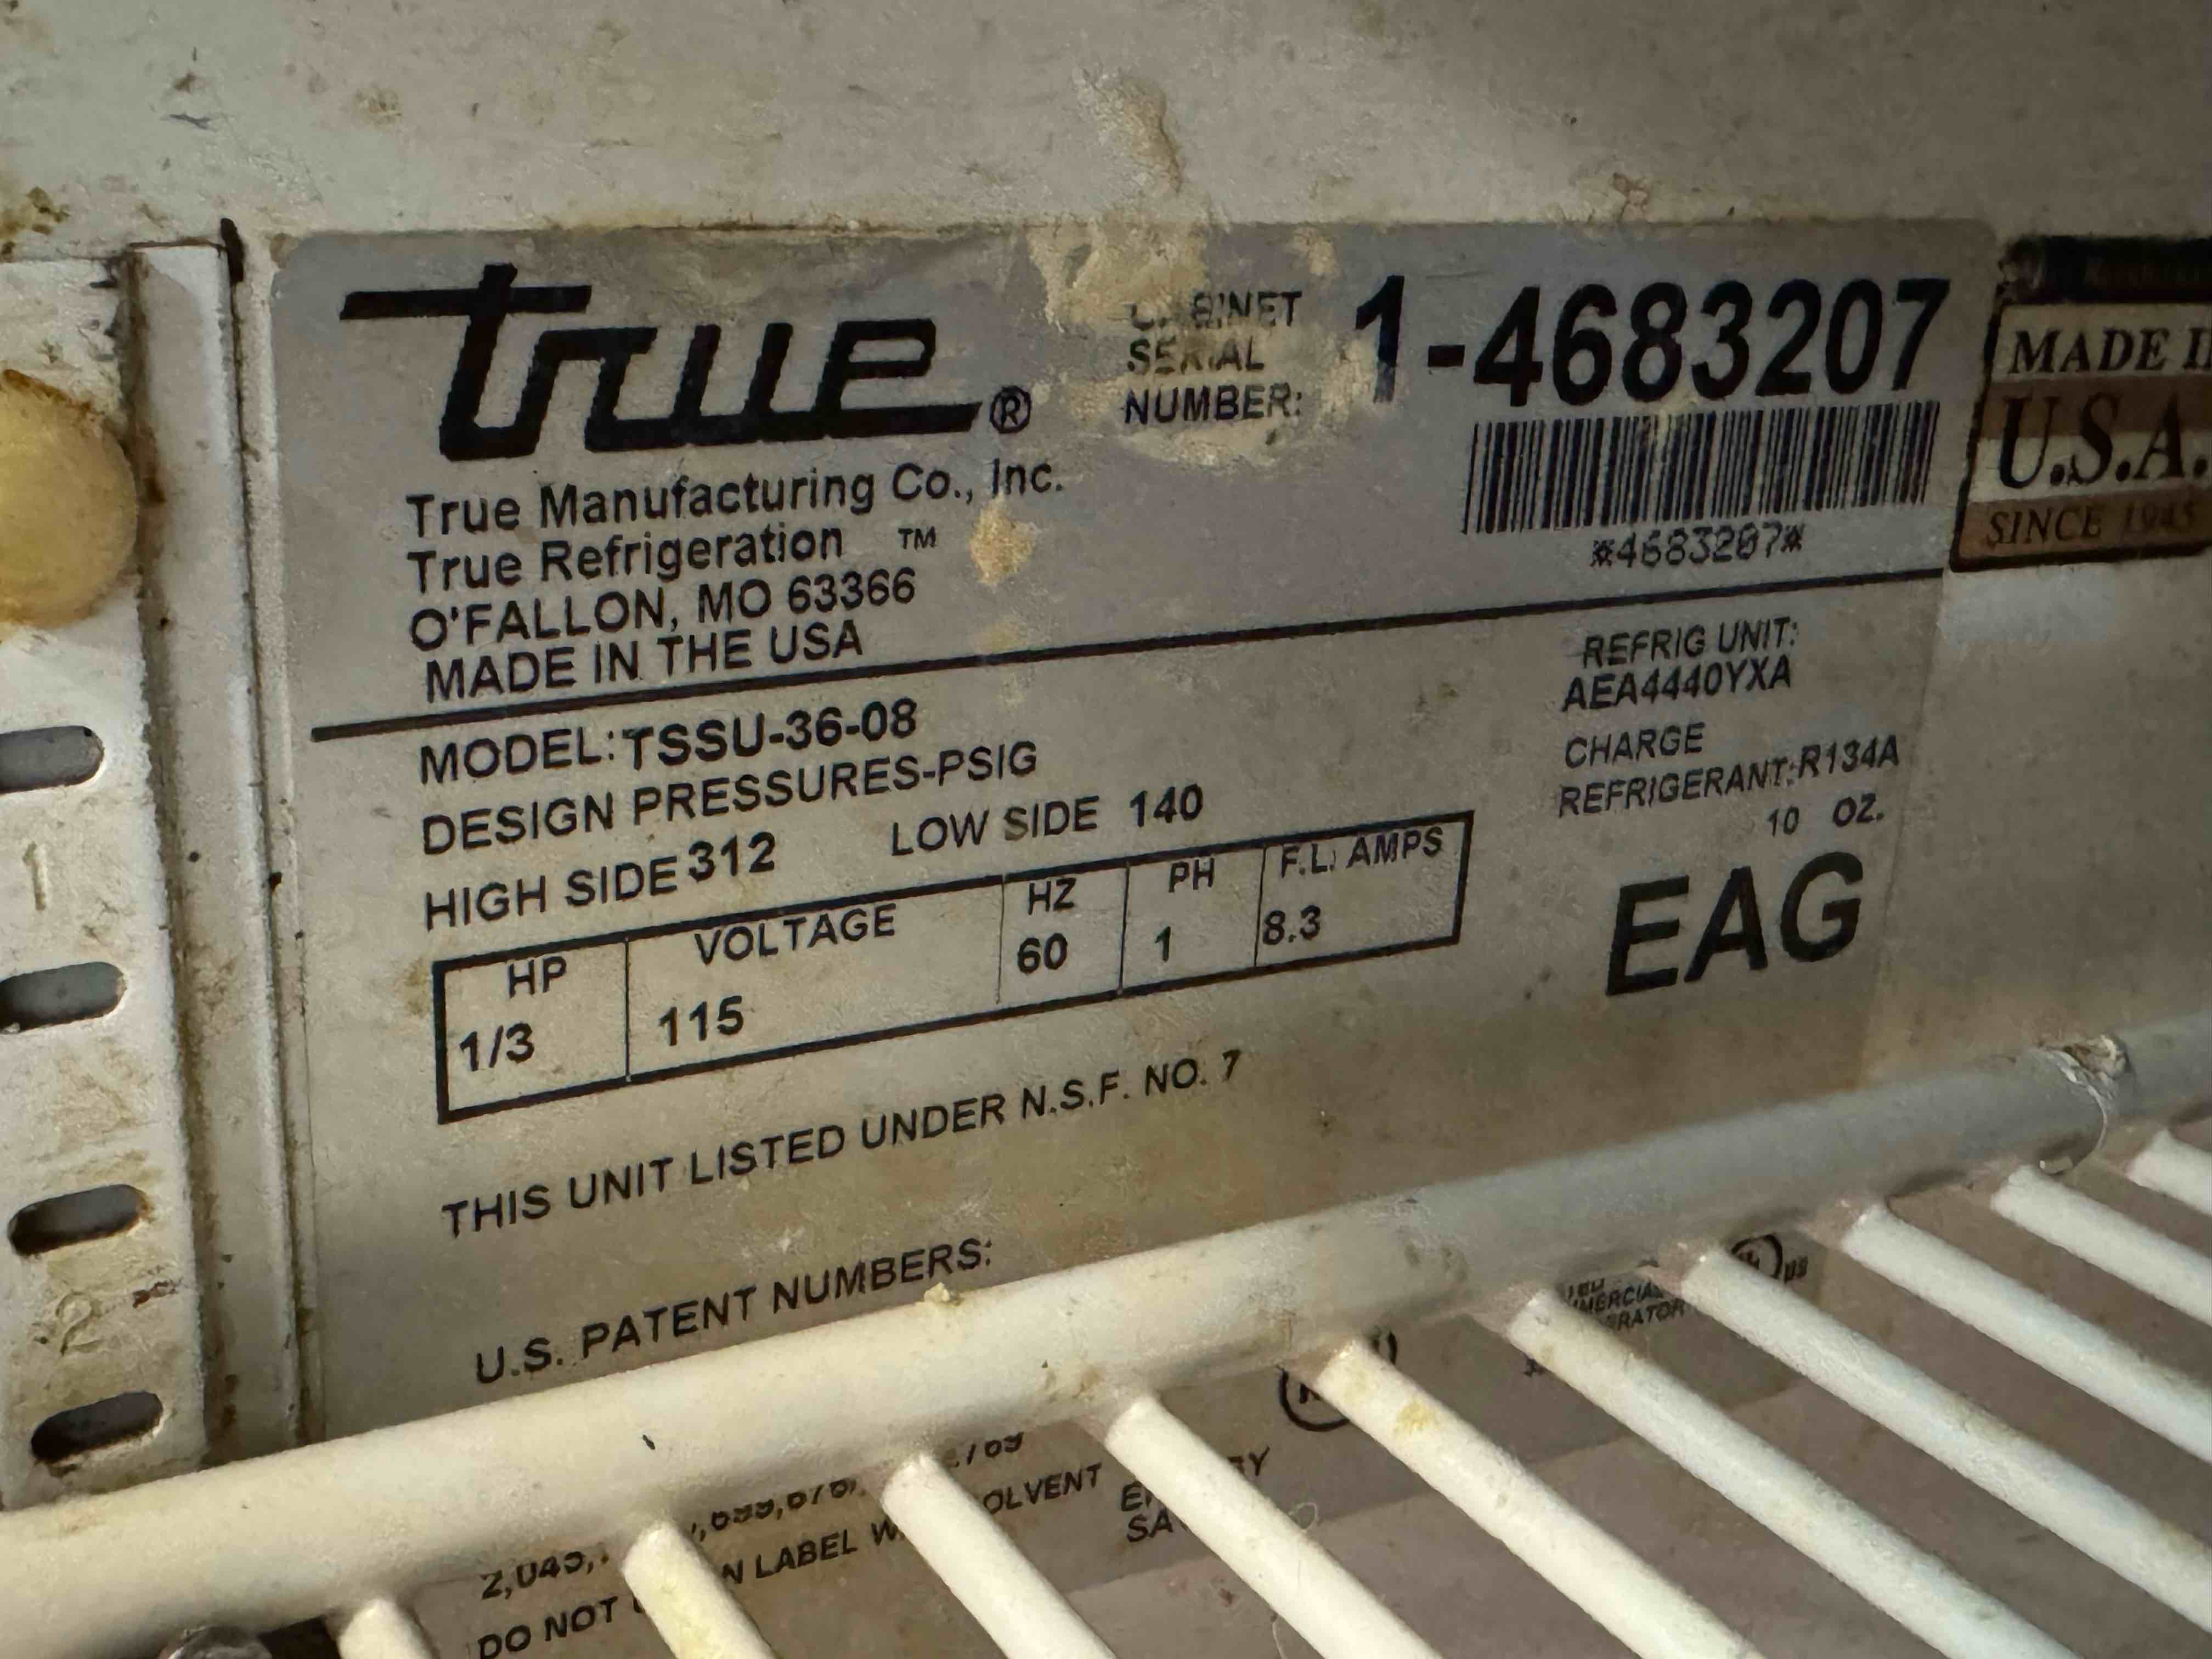 true®
CABINET
SERIAL
NUMBER:
1-4683207
*4683207*
True Manufacturing Co., Inc.
True Refrigeration ™
O'FALLON, MO 63366
MADE IN THE USA
MADE I
U.S.A.
SINCE 1945
MODEL: TSSU-36-08
DESIGN PRESSURES-PSIG
HIGH SIDE 312 LOW SIDE 140
REFRIG UNIT:
AEA4440YXA
CHARGE
REFRIGERANT: R134A
10 OZ.
EAG
HP VOLTAGE HZ PH F.L. AMPS
1/3 115 60 1 8.3
THIS UNIT LISTED UNDER N.S.F. NO. 7
U.S. PATENT NUMBERS:
DO NOT LABEL
1
2